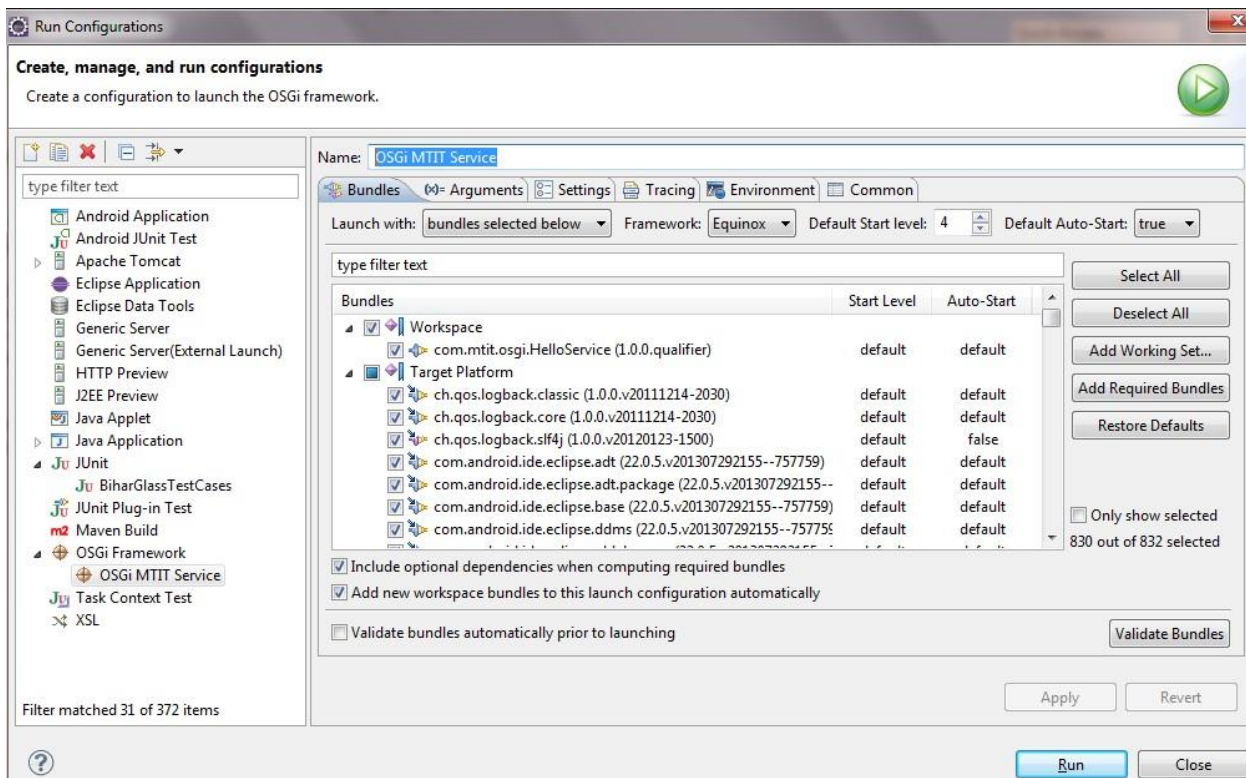 Run Configurations
Create, manage, and run configurations
Create a configuration to launch the OSGi framework.
type filter text
Android Application
Android JUnit Test
Apache Tomcat
Eclipse Application
Eclipse Data Tools
Generic Server
Generic Server(External Launch)
HTTP Preview
J2EE Preview
Java Applet
Java Application
JUnit
BiharGlassTestCases
JUnit Plug-in Test
Maven Build
OSGi Framework
OSGi MTIT Service
Task Context Test
XSL
Filter matched 31 of 372 items
Name: OSGi MTIT Service
Bundles (x)= Arguments Settings Tracing Environment Common
Launch with: bundles selected below Framework: Equinox Default Start level: 4 Default Auto-Start: true
type filter text
Bundles Start Level Auto-Start
Workspace
com.mtit.osgi.HelloService (1.0.0.qualifier) default default
Target Platform
ch.qos.logback.classic (1.0.0.v20111214-2030) default default
ch.qos.logback.core (1.0.0.v20111214-2030) default default
ch.qos.logback.slf4j (1.0.0.v20120123-1500) default false
com.android.ide.eclipse.adt (22.0.5.v201307292155--757759) default default
com.android.ide.eclipse.adt.package (22.0.5.v201307292155-- default default
com.android.ide.eclipse.base (22.0.5.v201307292155--757759) default default
com.android.ide.eclipse.ddms (22.0.5.v201307292155--757759 default default
Select All
Deselect All
Add Working Set...
Add Required Bundles
Restore Defaults
Only show selected
830 out of 832 selected
Include optional dependencies when computing required bundles
Add new workspace bundles to this launch configuration automatically
Validate bundles automatically prior to launching
Validate Bundles
Apply Revert
Run Close